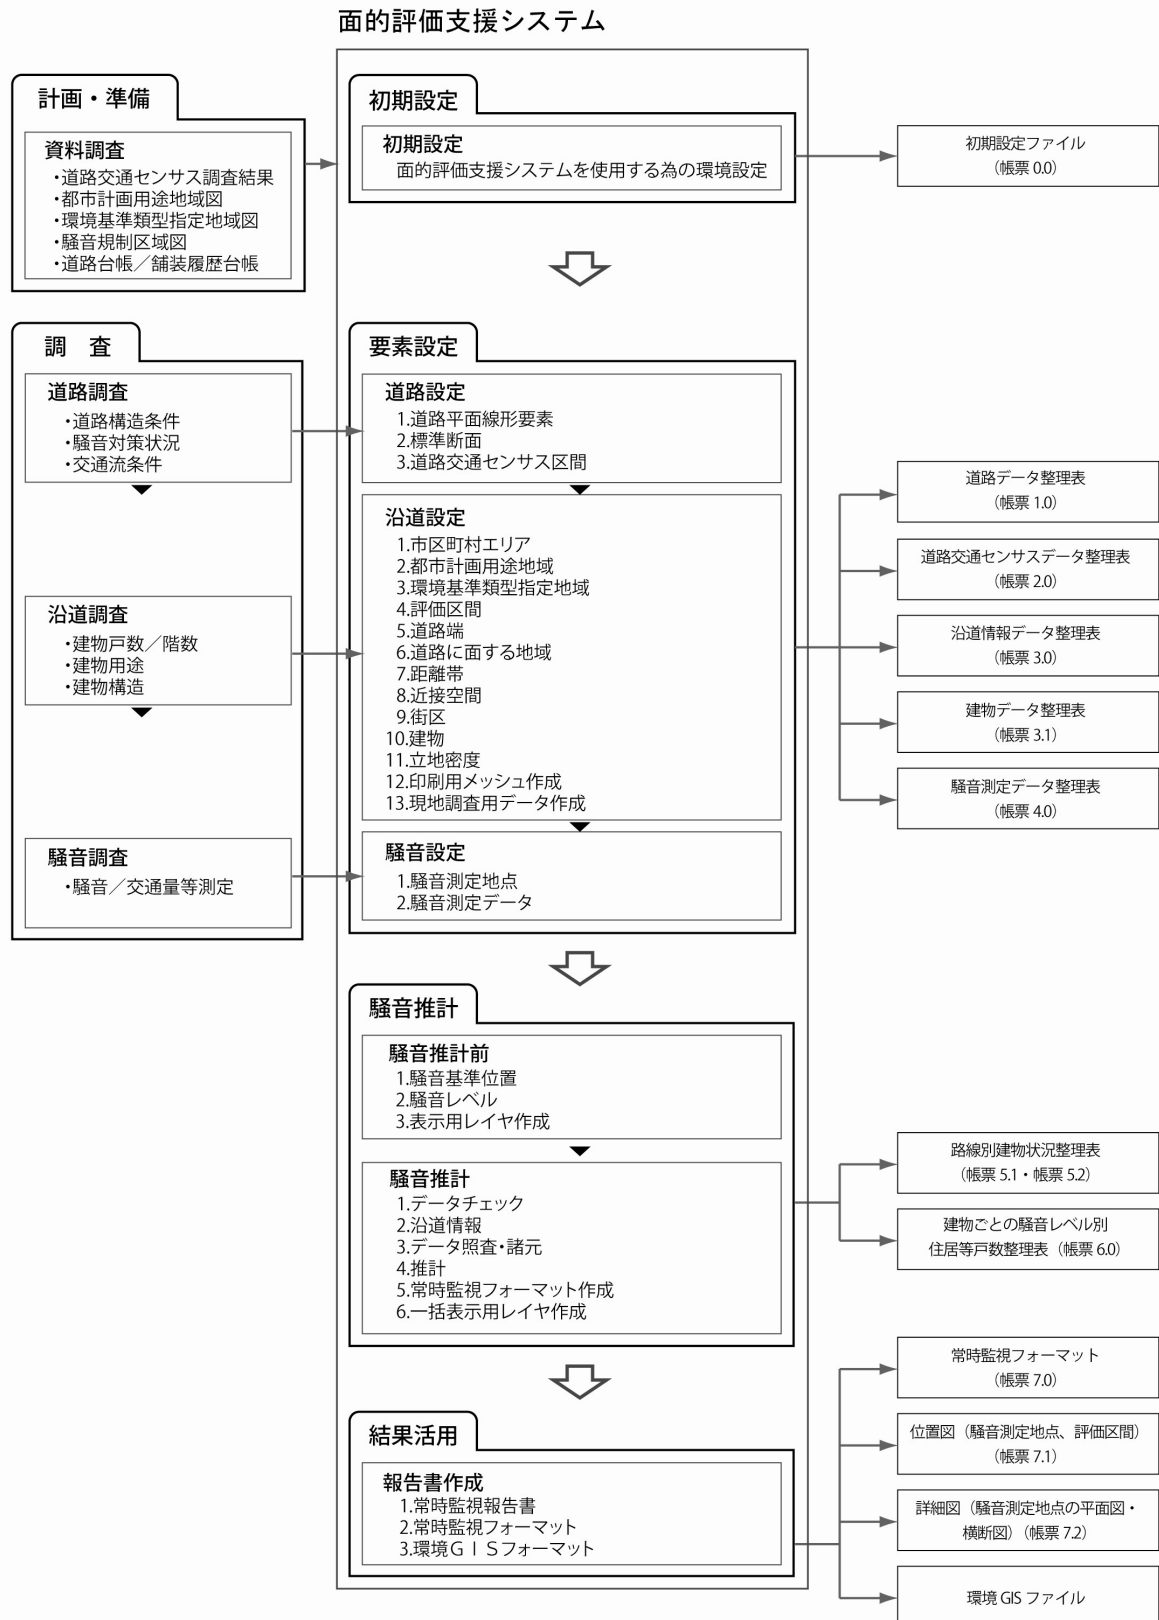 面的評価支援システム
計画・準備
資料調査
・道路交通センサス調査結果
・都市計画用途地域図
・環境基準類型指定地域図
・騒音規制区域図
・道路台帳／舗装履歴台帳
初期設定
初期設定
面的評価支援システムを使用する為の環境設定
初期設定ファイル
（帳票 0.0）
調　査
道路調査
・道路構造条件
・騒音対策状況
・交通流条件
沿道調査
・建物戸数／階数
・建物用途
・建物構造
騒音調査
・騒音／交通量等測定
要素設定
道路設定
1.道路平面線形要素
2.標準断面
3.道路交通センサス区間
沿道設定
1.市区町村エリア
2.都市計画用途地域
3.環境基準類型指定地域
4.評価区間
5.道路端
6.道路に面する地域
7.距離帯
8.近接空間
9.街区
10.建物
11.立地密度
12.印刷用メッシュ作成
13.現地調査用データ作成
騒音設定
1.騒音測定地点
2.騒音測定データ
道路データ整理表
（帳票 1.0）
道路交通センサスデータ整理表
（帳票 2.0）
沿道情報データ整理表
（帳票 3.0）
建物データ整理表
（帳票 3.1）
騒音測定データ整理表
（帳票 4.0）
騒音推計
騒音推計前
1.騒音基準位置
2.騒音レベル
3.表示用レイヤ作成
騒音推計
1.データチェック
2.沿道情報
3.データ照査・諸元
4.推計
5.常時監視フォーマット作成
6.一括表示用レイヤ作成
路線別建物状況整理表
（帳票 5.1・帳票 5.2）
建物ごとの騒音レベル別
住居等戸数整理表（帳票 6.0）
結果活用
報告書作成
1.常時監視報告書
2.常時監視フォーマット
3.環境ＧＩＳフォーマット
常時監視フォーマット
（帳票 7.0）
位置図（騒音測定地点、評価区間）
（帳票 7.1）
詳細図（騒音測定地点の平面図・
横断図）（帳票 7.2）
環境 GIS ファイル